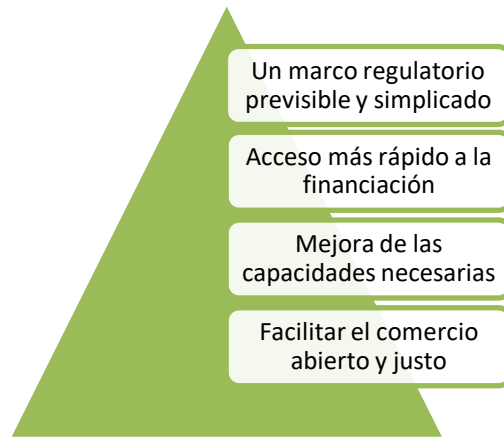 Un marco regulatorio
previsible y simplicado
Acceso más rápido a la
financiación
Mejora de las
capacidades necesarias
Facilitar el comercio
abierto y justo